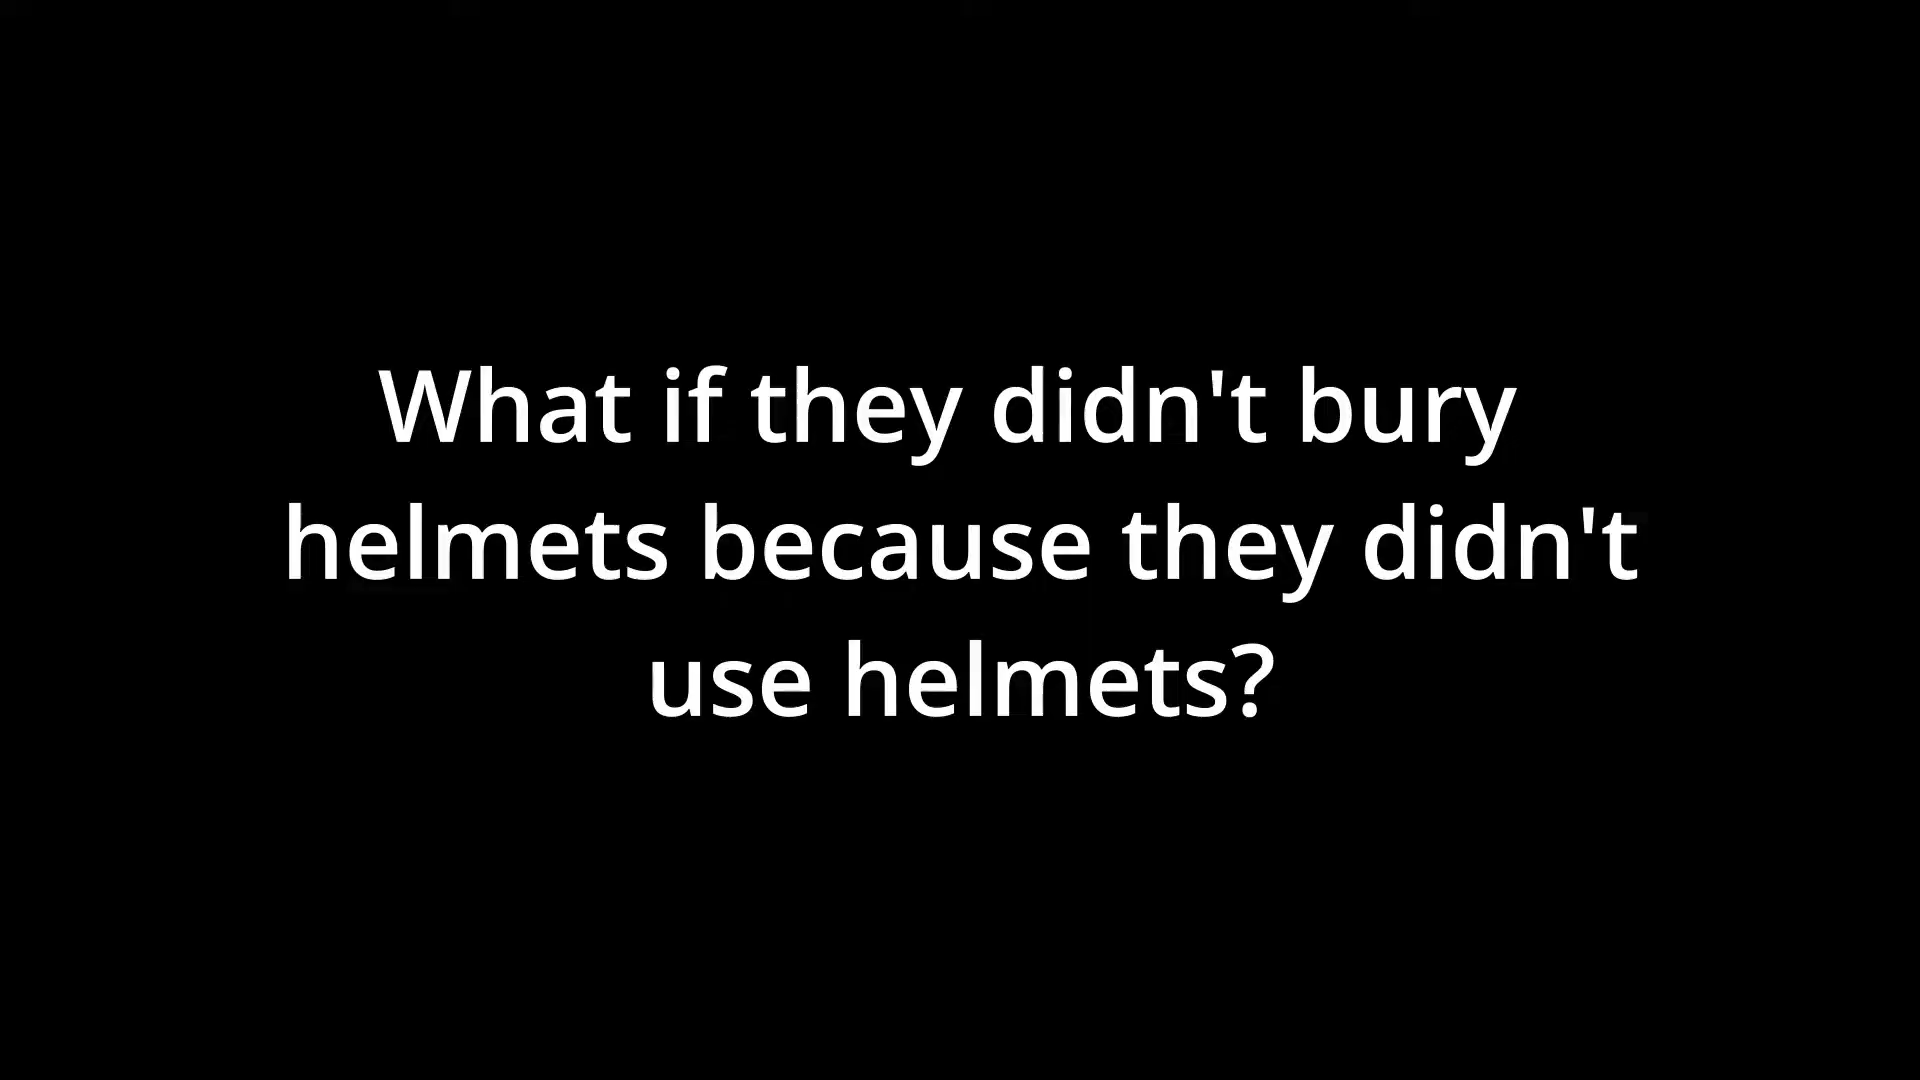 What if they didn't bury
helmets because they didn't
use helmets?